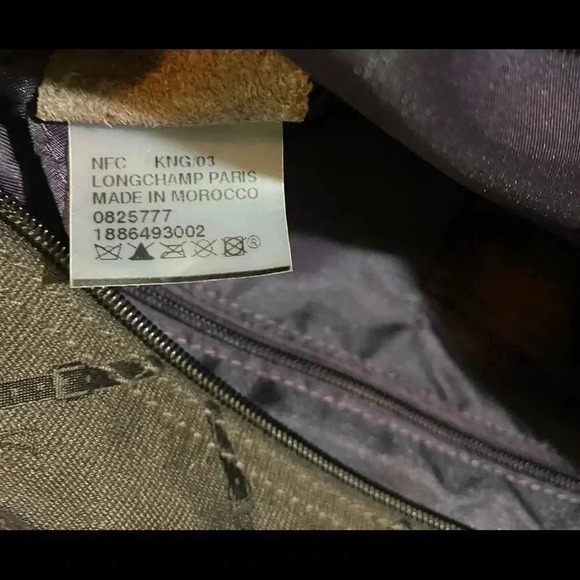 NFC KNG/03
LONGCHAMP PARIS
MADE IN MOROCCO
0825777
1886493002
®